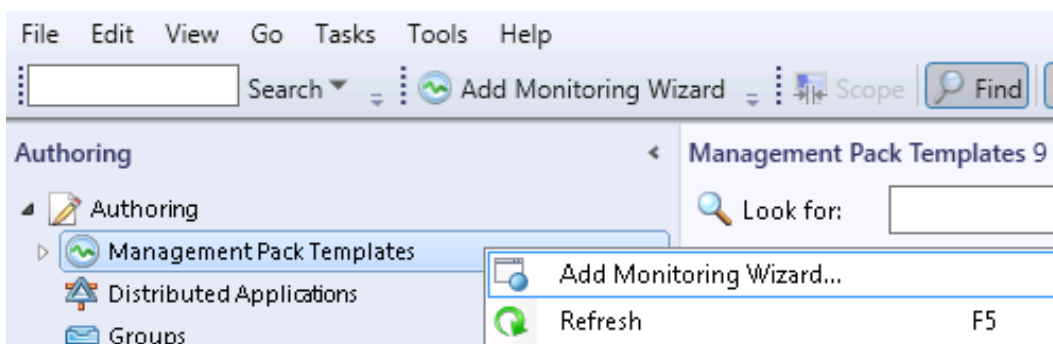 File Edit View Go Tasks Tools Help
Search Add Monitoring Wizard Scope Find
Authoring
Management Pack Templates 9
Authoring
Look for:
Management Pack Templates
Add Monitoring Wizard...
Distributed Applications
Refresh F5
Groups